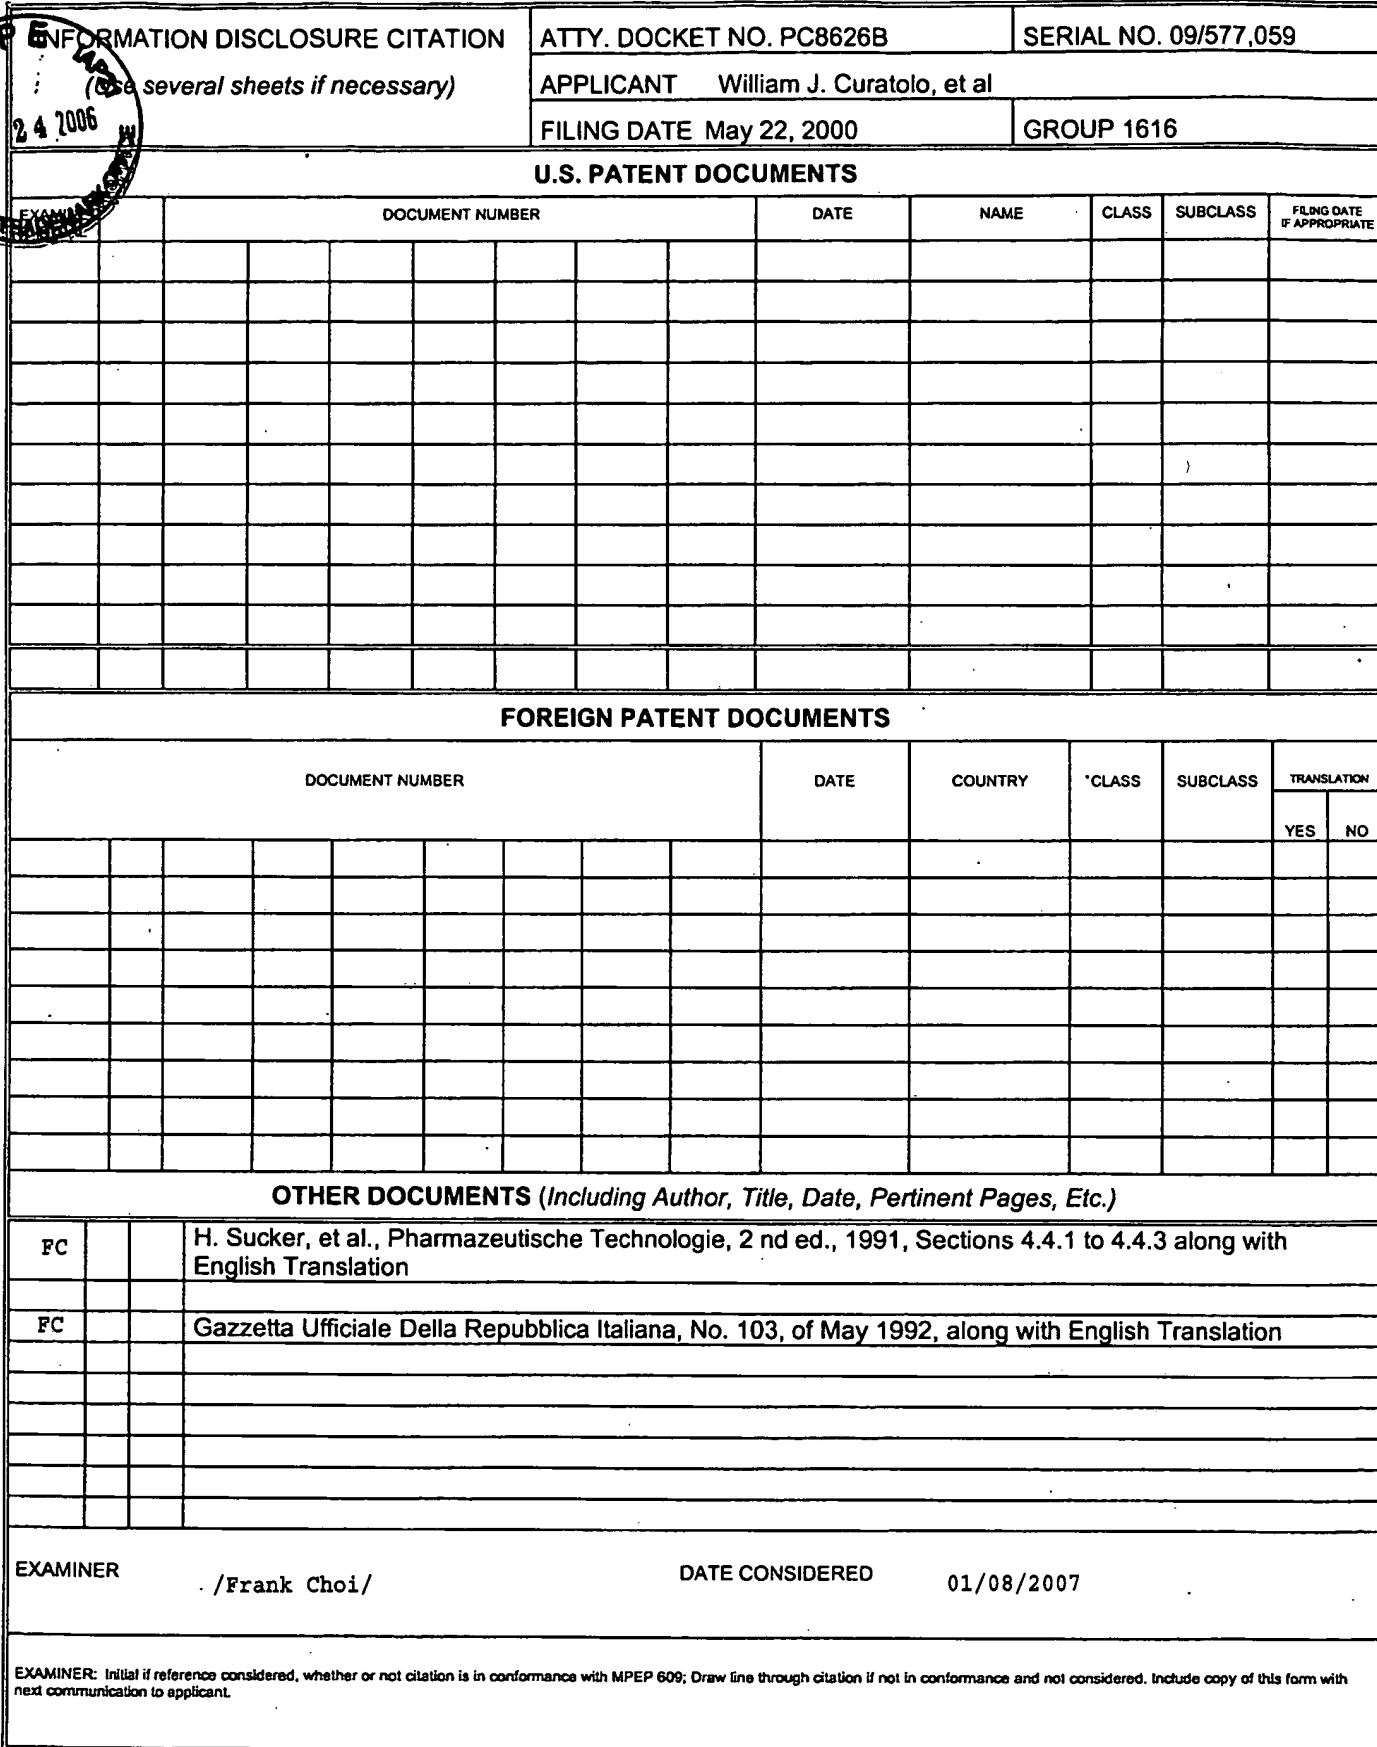 INFORMATION DISCLOSURE CITATION
(Use several sheets if necessary)
24 2006
ATTY. DOCKET NO. PC8626B
SERIAL NO. 09/577,059
APPLICANT William J. Curatolo, et al
FILING DATE May 22, 2000
GROUP 1616
U.S. PATENT DOCUMENTS
DOCUMENT NUMBER
DATE
NAME
CLASS
SUBCLASS
FILING DATE
IF APPROPRIATE
FOREIGN PATENT DOCUMENTS
DOCUMENT NUMBER
DATE
COUNTRY
CLASS
SUBCLASS
TRANSLATION
YES
NO
OTHER DOCUMENTS (Including Author, Title, Date, Pertinent Pages, Etc.)
FC
H. Sucker, et al., Pharmazeutische Technologie, 2 nd ed., 1991, Sections 4.4.1 to 4.4.3 along with
English Translation
FC
Gazzetta Ufficiale Della Repubblica Italiana, No. 103, of May 1992, along with English Translation
EXAMINER
/Frank Choi/
DATE CONSIDERED
01/08/2007
EXAMINER: Initial if reference considered, whether or not citation is in conformance with MPEP 609; Draw line through citation if not in conformance and not considered. Include copy of this form with
next communication to applicant.